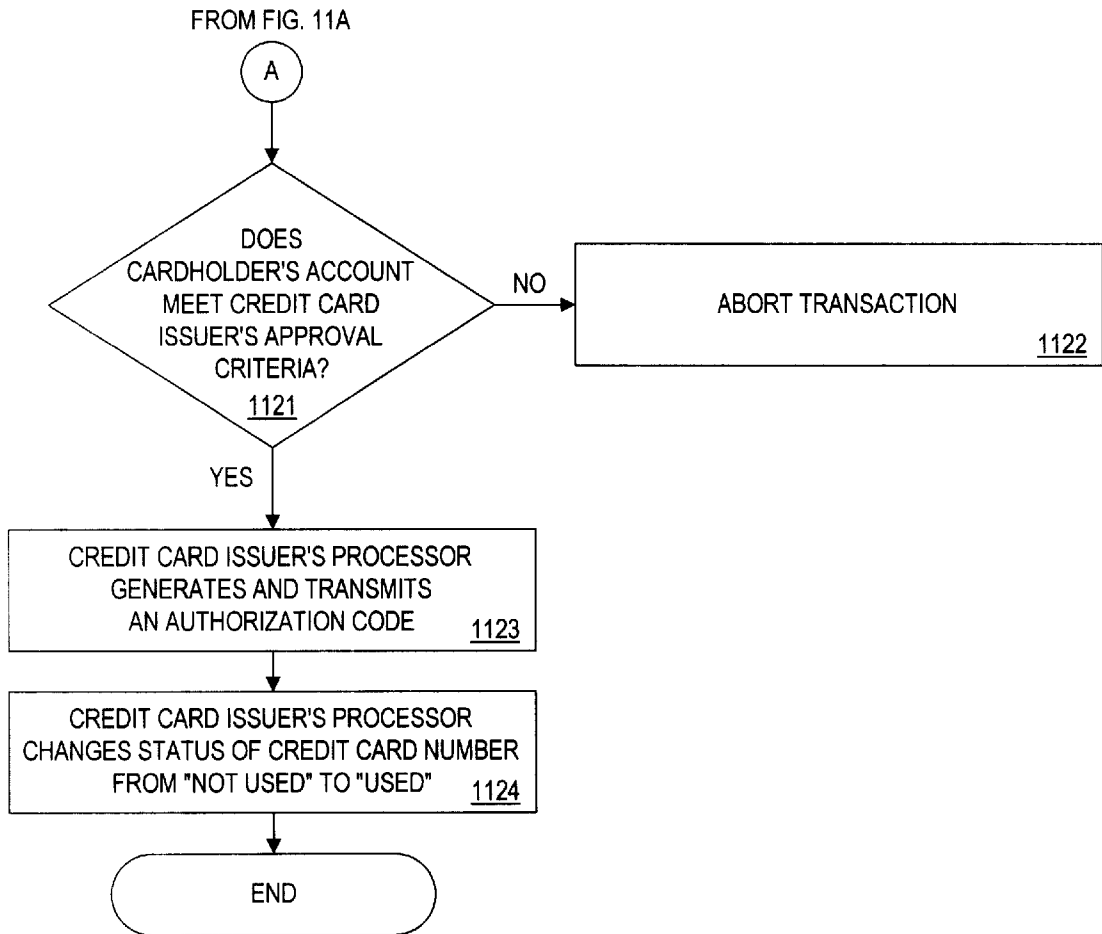 FROM FIG. 11A
A
DOES
CARDHOLDER'S ACCOUNT
MEET CREDIT CARD
ISSUER'S APPROVAL
CRITERIA?
1121
NO
ABORT TRANSACTION
1122
YES
CREDIT CARD ISSUER'S PROCESSOR
GENERATES AND TRANSMITS
AN AUTHORIZATION CODE
1123
CREDIT CARD ISSUER'S PROCESSOR
CHANGES STATUS OF CREDIT CARD NUMBER
FROM "NOT USED" TO "USED"
1124
END